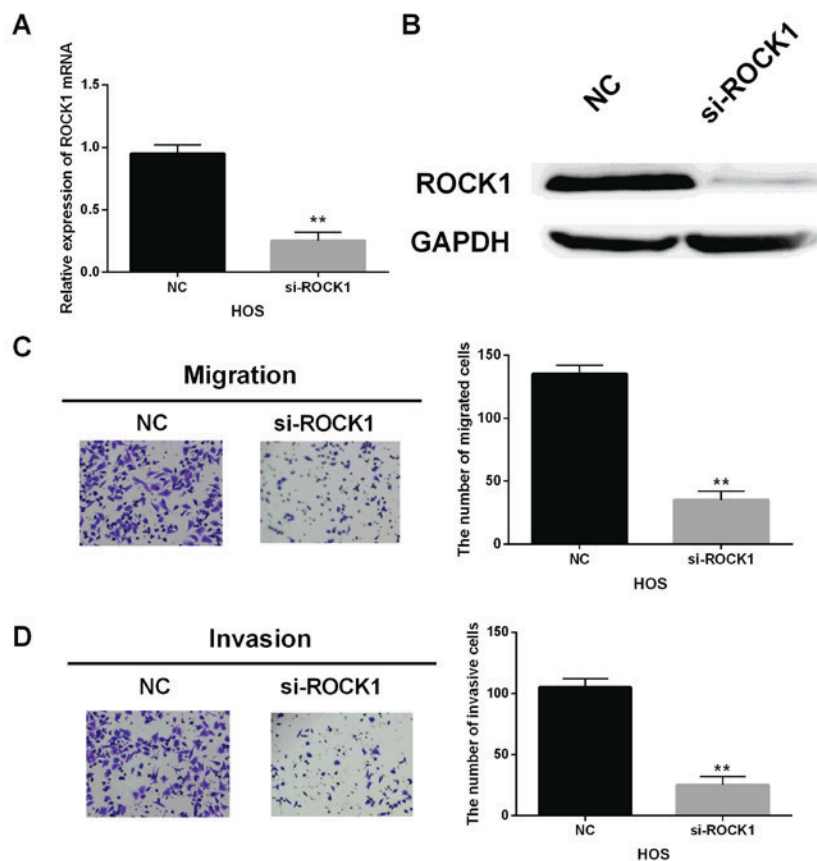 A
Relative expression of ROCK1 mRNA
1.5
1.0
0.5
0.0
**
NC
si-ROCK1
HOS
B
NC
si-ROCK1
ROCK1
GAPDH
C
Migration
NC
si-ROCK1
The number of migrated cells
150
100
50
0
**
NC
si-ROCK1
HOS
D
Invasion
NC
si-ROCK1
The number of invasive cells
150
100
50
0
**
NC
si-ROCK1
HOS